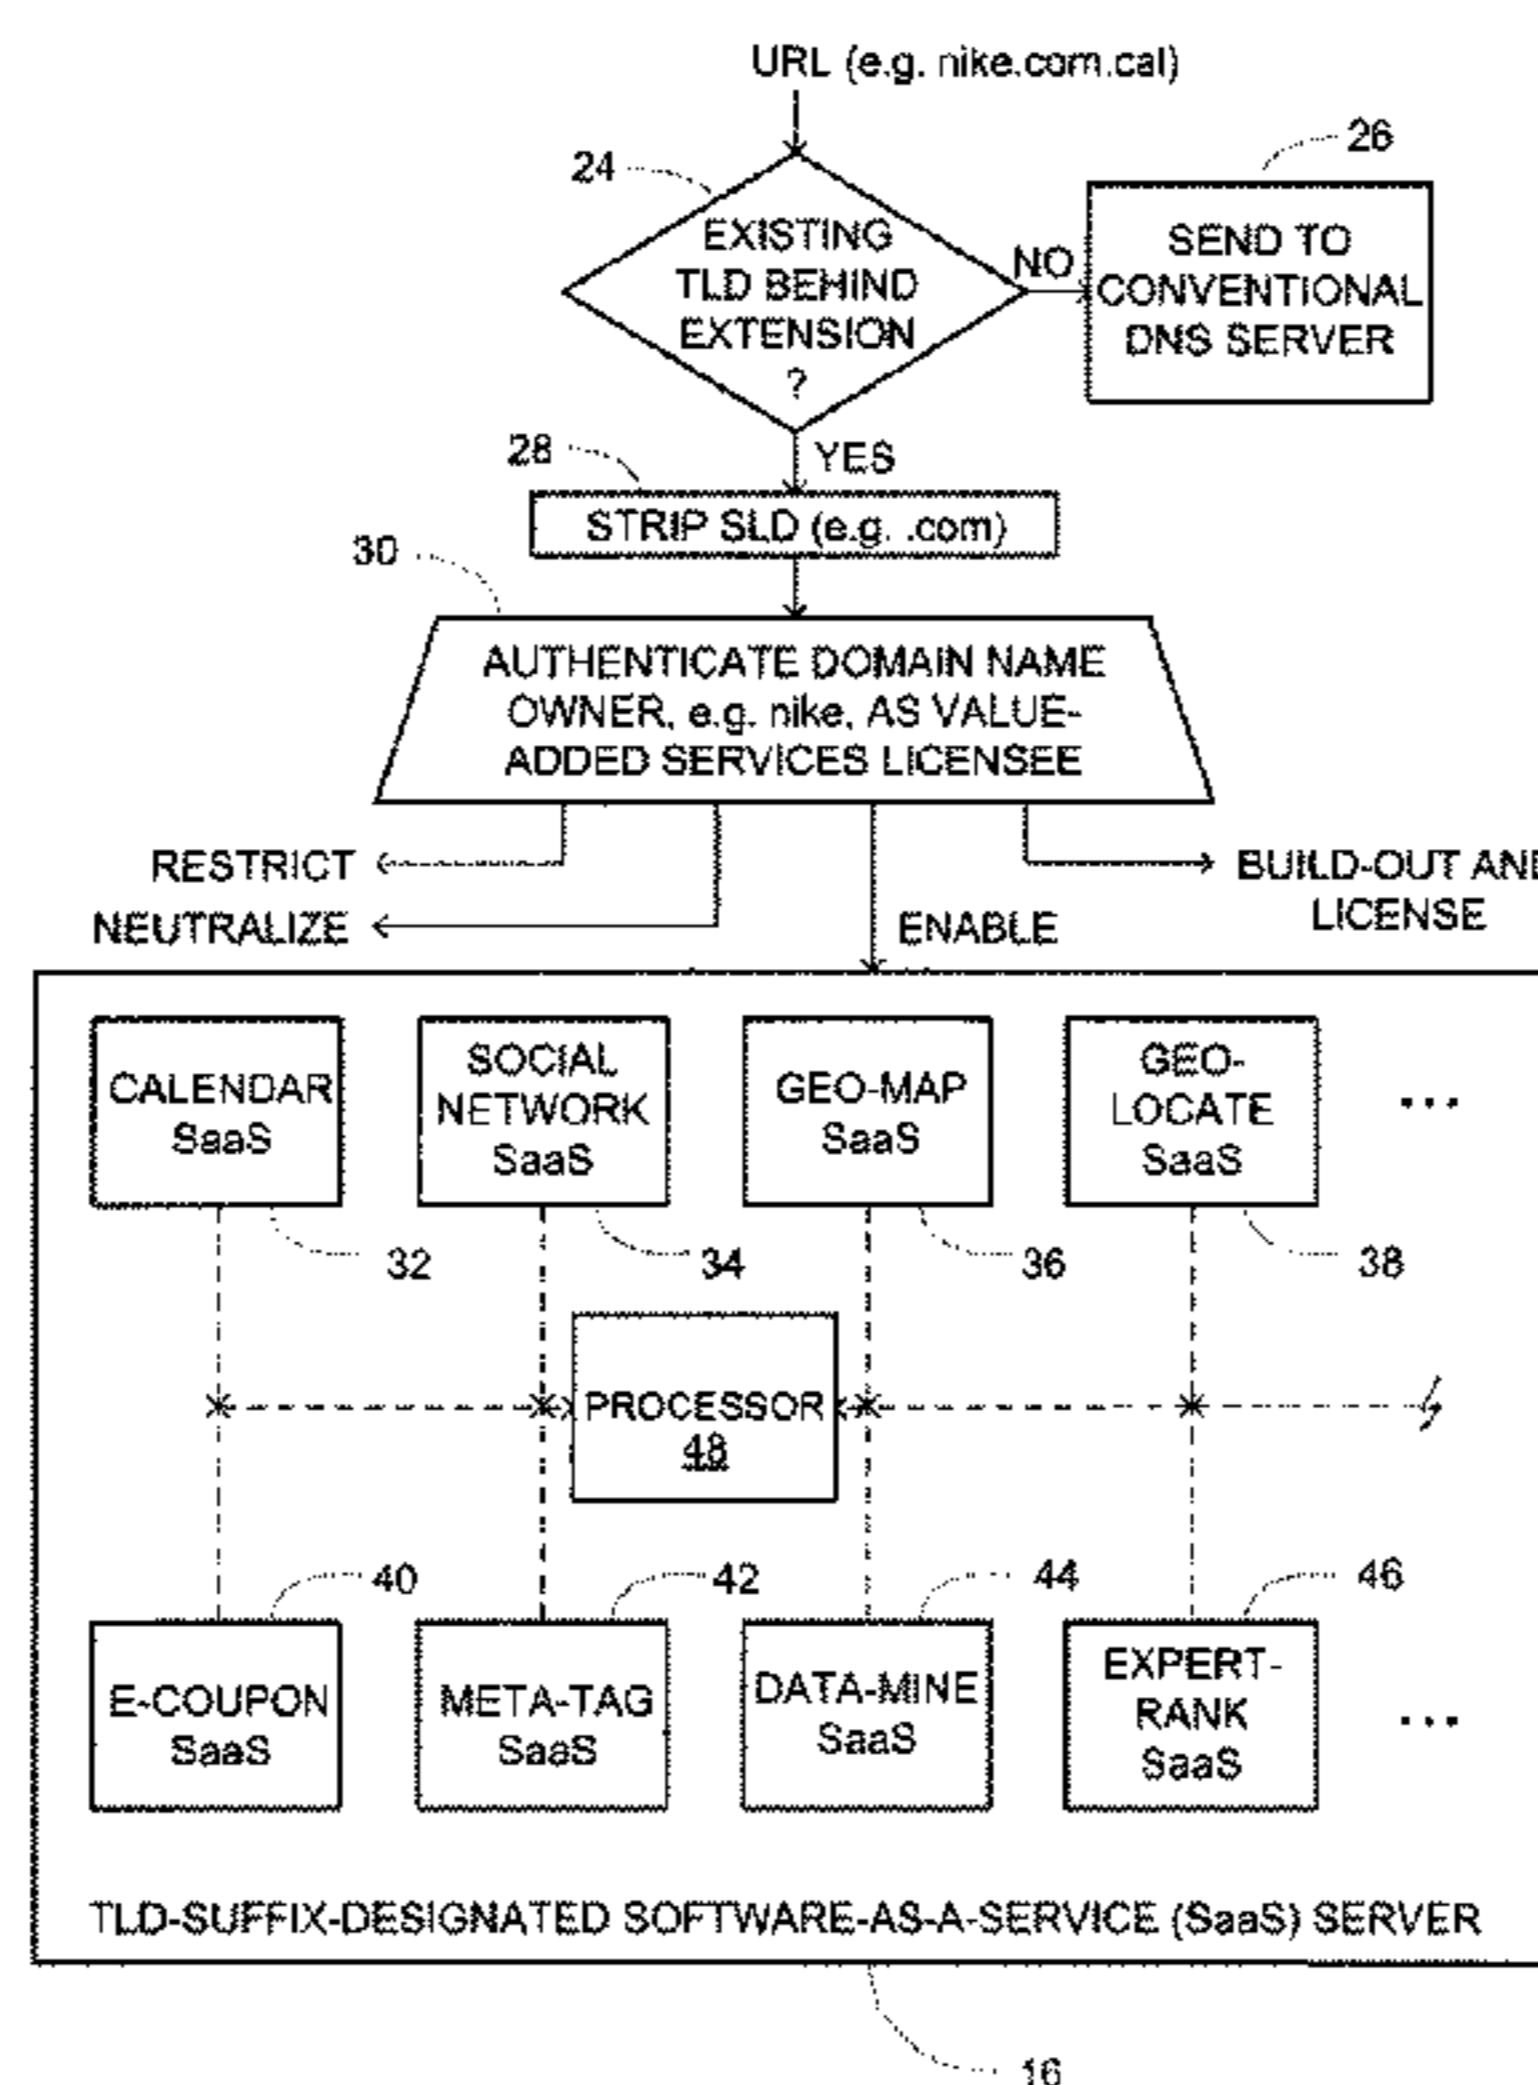 URL (e.g. nike.com.cal)
24
26
EXISTING
TLD BEHIND
EXTENSION
?
NO
SEND TO
CONVENTIONAL
DNS SERVER
YES
28
STRIP SLD (e.g. .com)
30
AUTHENTICATE DOMAIN NAME
OWNER, e.g. nike, AS VALUE-
ADDED SERVICES LICENSEE
RESTRICT
NEUTRALIZE
ENABLE
BUILD-OUT AND
LICENSE
CALENDAR
SaaS
SOCIAL
NETWORK
SaaS
GEO-MAP
SaaS
GEO-
LOCATE
SaaS
...
32
34
36
38
PROCESSOR
48
40
42
44
46
E-COUPON
SaaS
META-TAG
SaaS
DATA-MINE
SaaS
EXPERT-
RANK
SaaS
...
TLD-SUFFIX-DESIGNATED SOFTWARE-AS-A-SERVICE (SaaS) SERVER
16